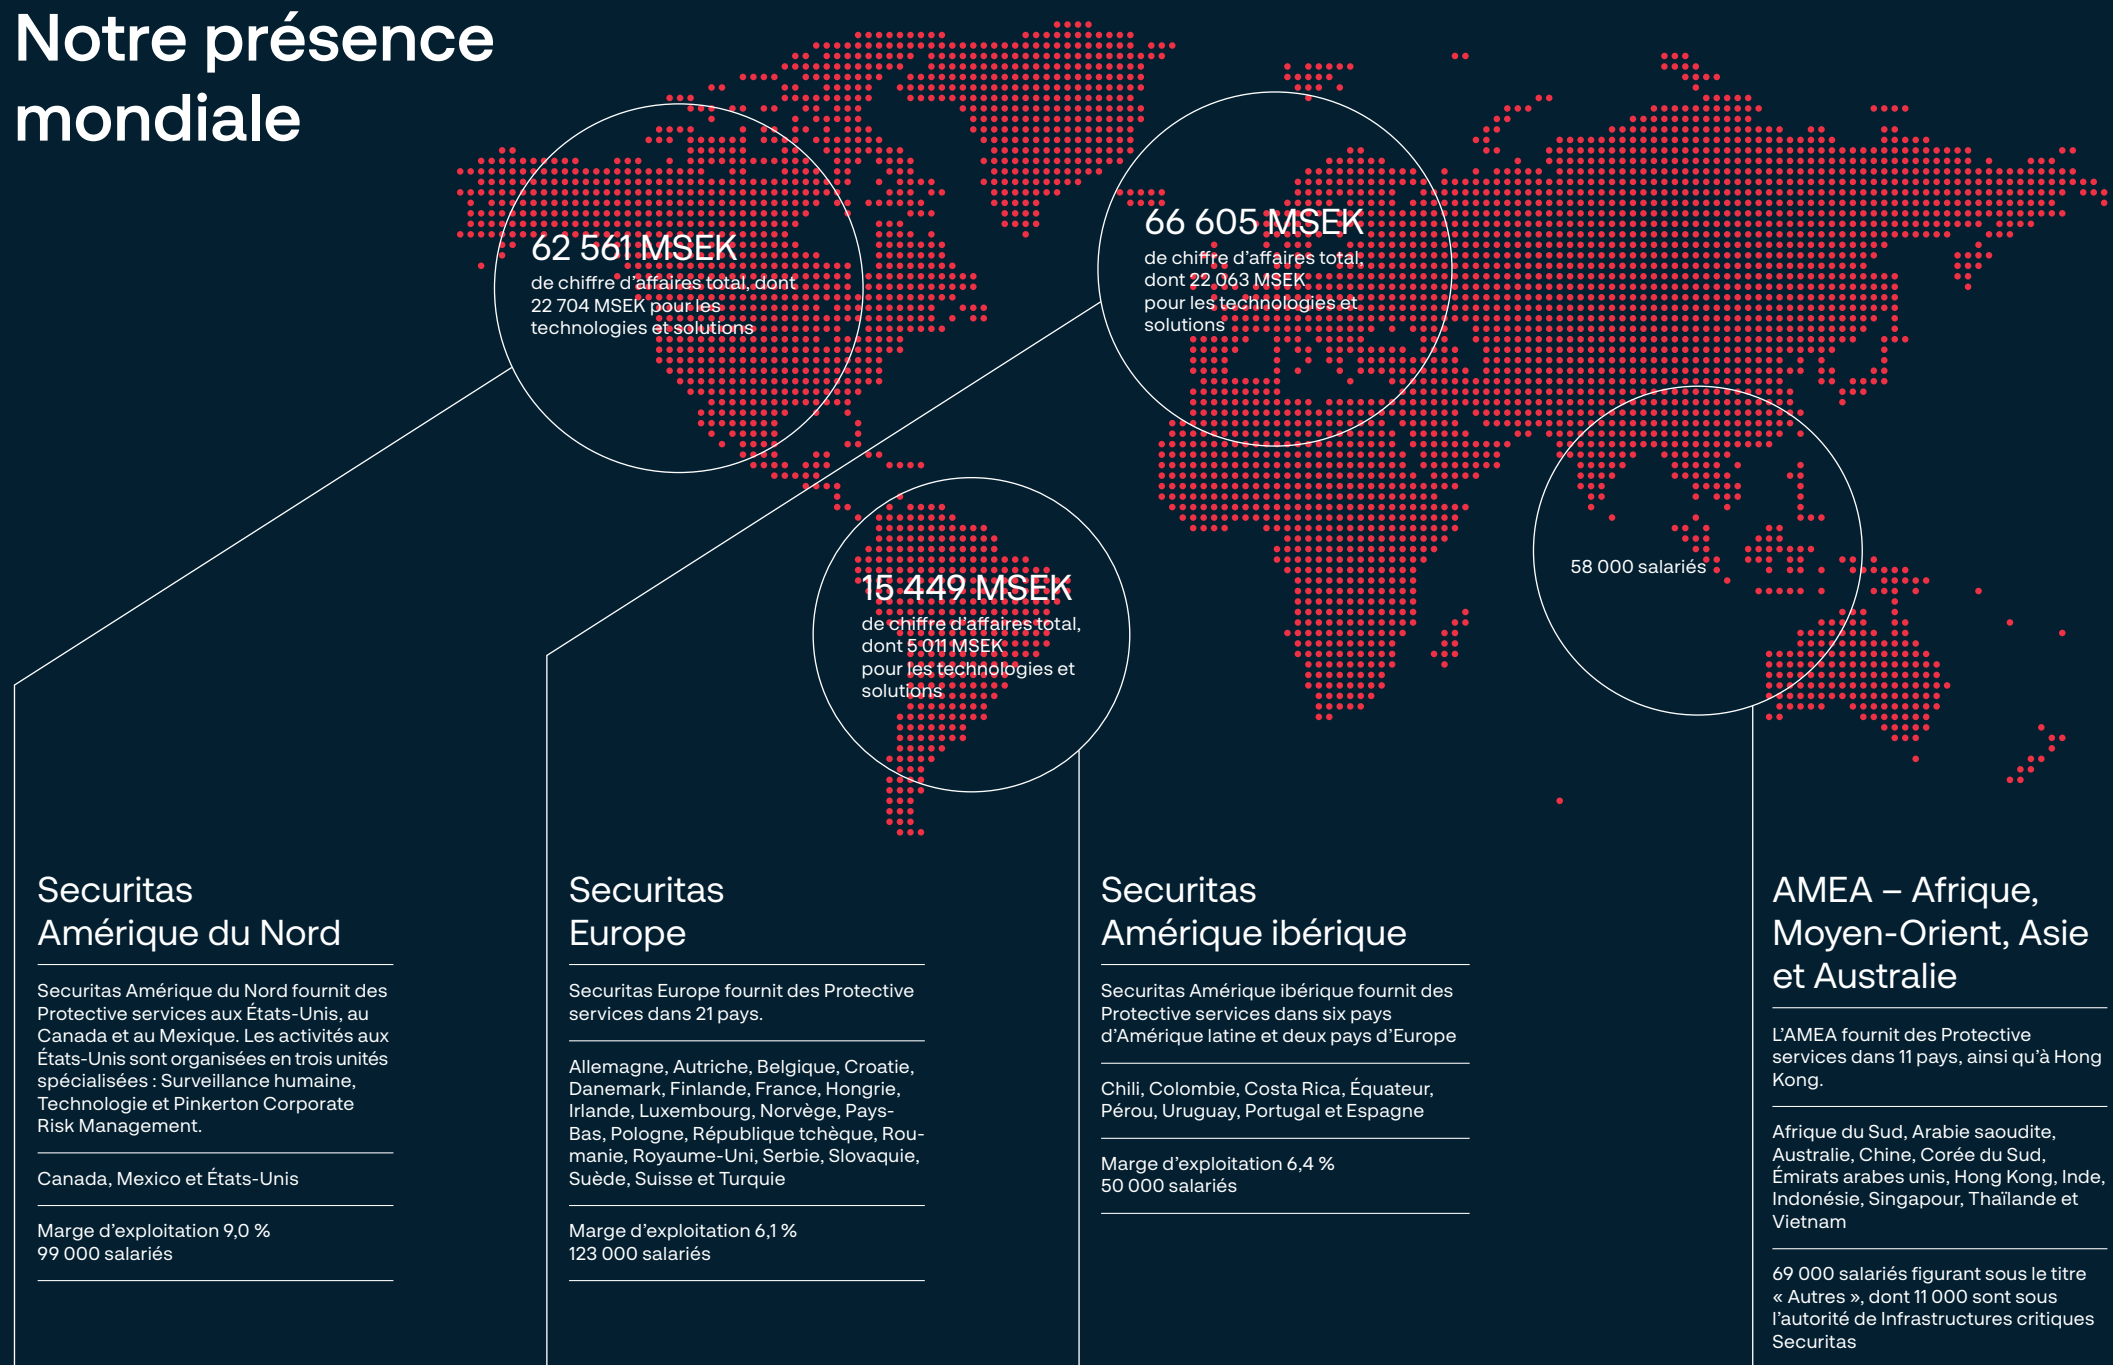 Notre présence
mondiale
62 561 MSEK
de chiffre d'affaires total, dont
22 704 MSEK pour les
technologies et solutions
66 605 MSEK
de chiffre d'affaires total,
dont 22 063 MSEK
pour les technologies et
solutions
15 449 MSEK
de chiffre d'affaires total,
dont 5 011 MSEK
pour les technologies et
solutions
58 000 salariés
Securitas
Amérique du Nord
Securitas Amérique du Nord fournit des
Protective services aux États-Unis, au
Canada et au Mexique. Les activités aux
États-Unis sont organisées en trois unités
spécialisées : Surveillance humaine,
Technologie et Pinkerton Corporate
Risk Management.
Canada, Mexico et États-Unis
Marge d'exploitation 9,0 %
99 000 salariés
Securitas
Europe
Securitas Europe fournit des Protective
services dans 21 pays.
Allemagne, Autriche, Belgique, Croatie,
Danemark, Finlande, France, Hongrie,
Irlande, Luxembourg, Norvège, Pays-
Bas, Pologne, République tchèque, Rou-
manie, Royaume-Uni, Serbie, Slovaquie,
Suède, Suisse et Turquie
Marge d'exploitation 6,1 %
123 000 salariés
Securitas
Amérique ibérique
Securitas Amérique ibérique fournit des
Protective services dans six pays
d'Amérique latine et deux pays d'Europe
Chili, Colombie, Costa Rica, Équateur,
Pérou, Uruguay, Portugal et Espagne
Marge d'exploitation 6,4 %
50 000 salariés
AMEA – Afrique,
Moyen-Orient, Asie
et Australie
L'AMEA fournit des Protective
services dans 11 pays, ainsi qu'à Hong
Kong.
Afrique du Sud, Arabie saoudite,
Australie, Chine, Corée du Sud,
Émirats arabes unis, Hong Kong, Inde,
Indonésie, Singapour, Thaïlande et
Vietnam
69 000 salariés figurant sous le titre
« Autres », dont 11 000 sont sous
l'autorité de Infrastructures critiques
Securitas